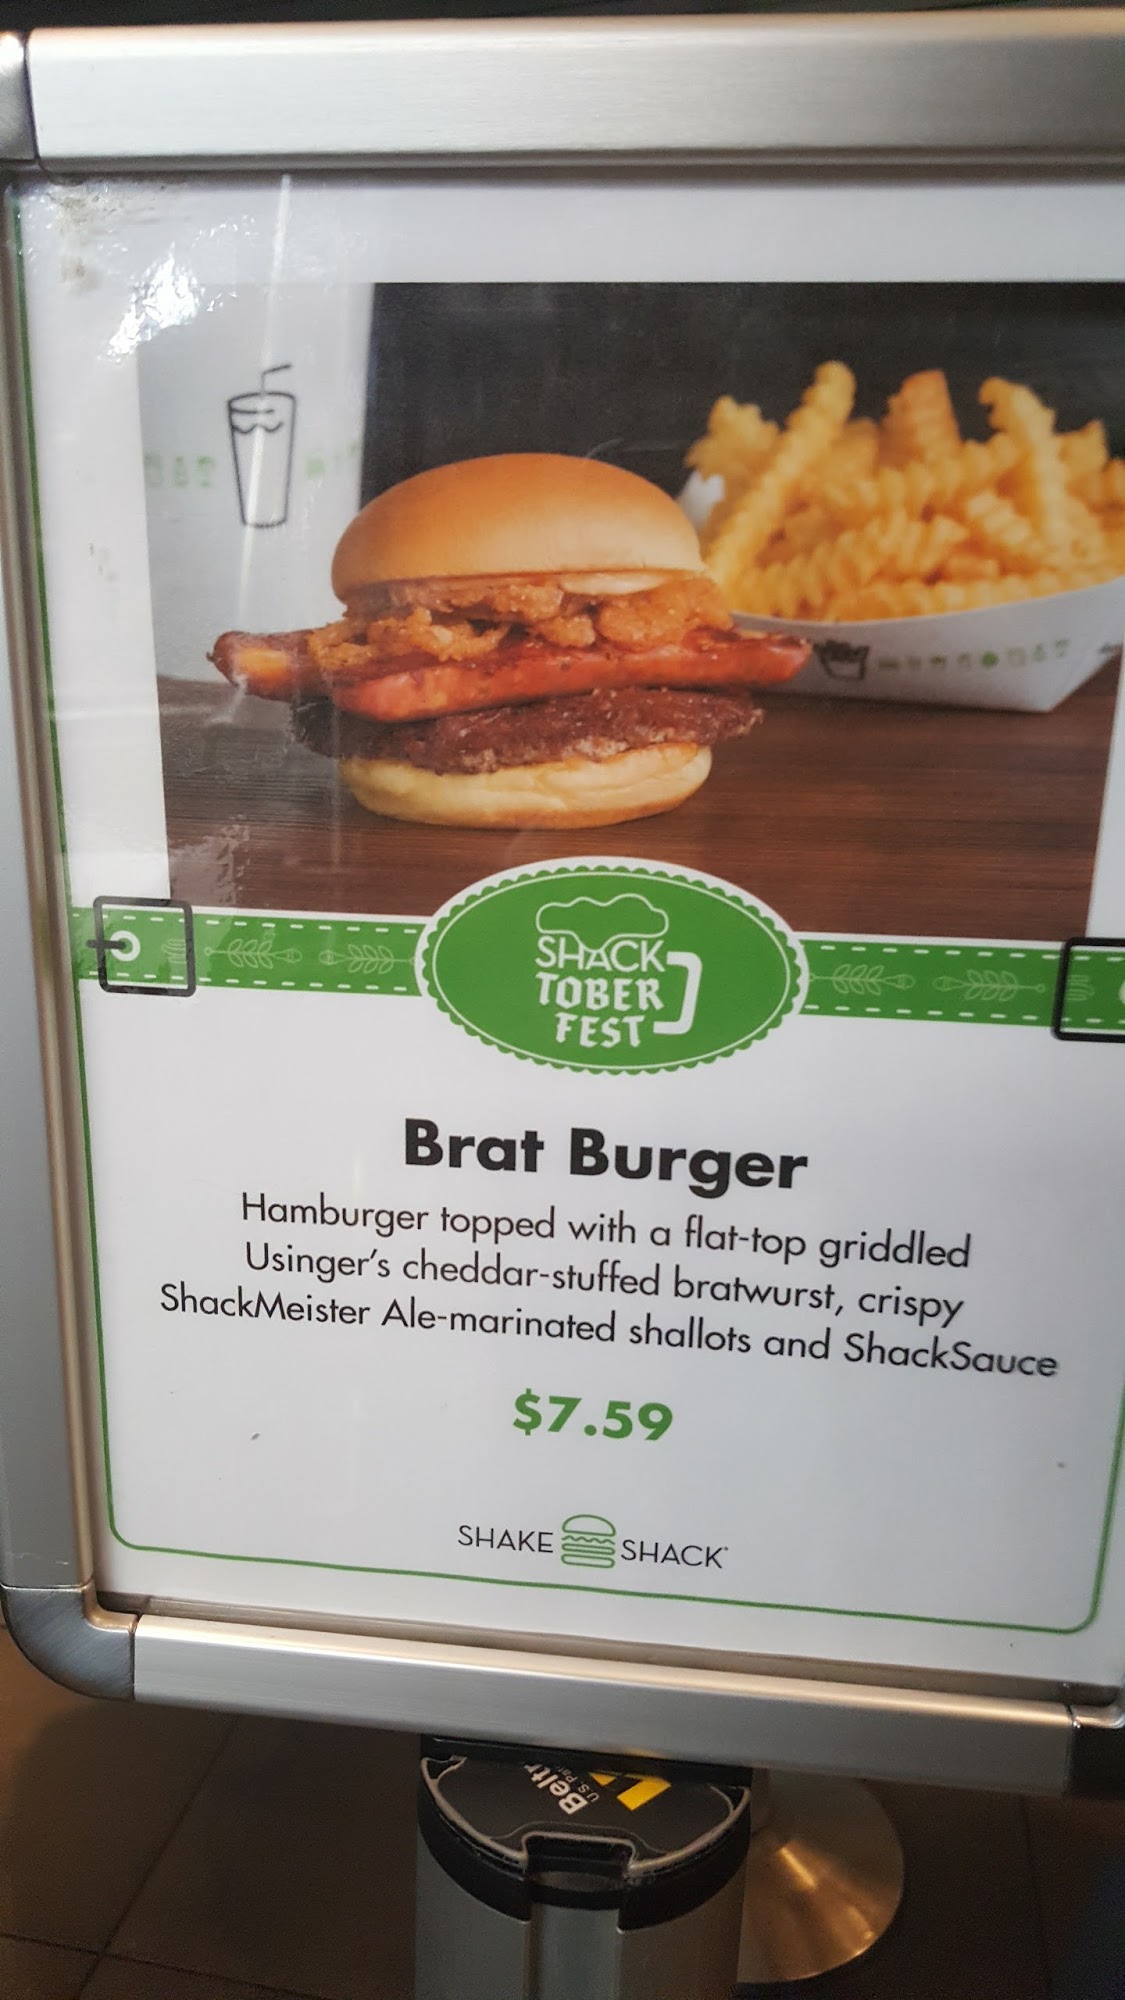 SHACK
TOBER
FEST
Brat Burger
Hamburger topped with a flat-top griddled
Usinger's cheddar-stuffed bratwurst, crispy
ShackMeister Ale-marinated shallots and ShackSauce
$7.59
SHAKE SHACK